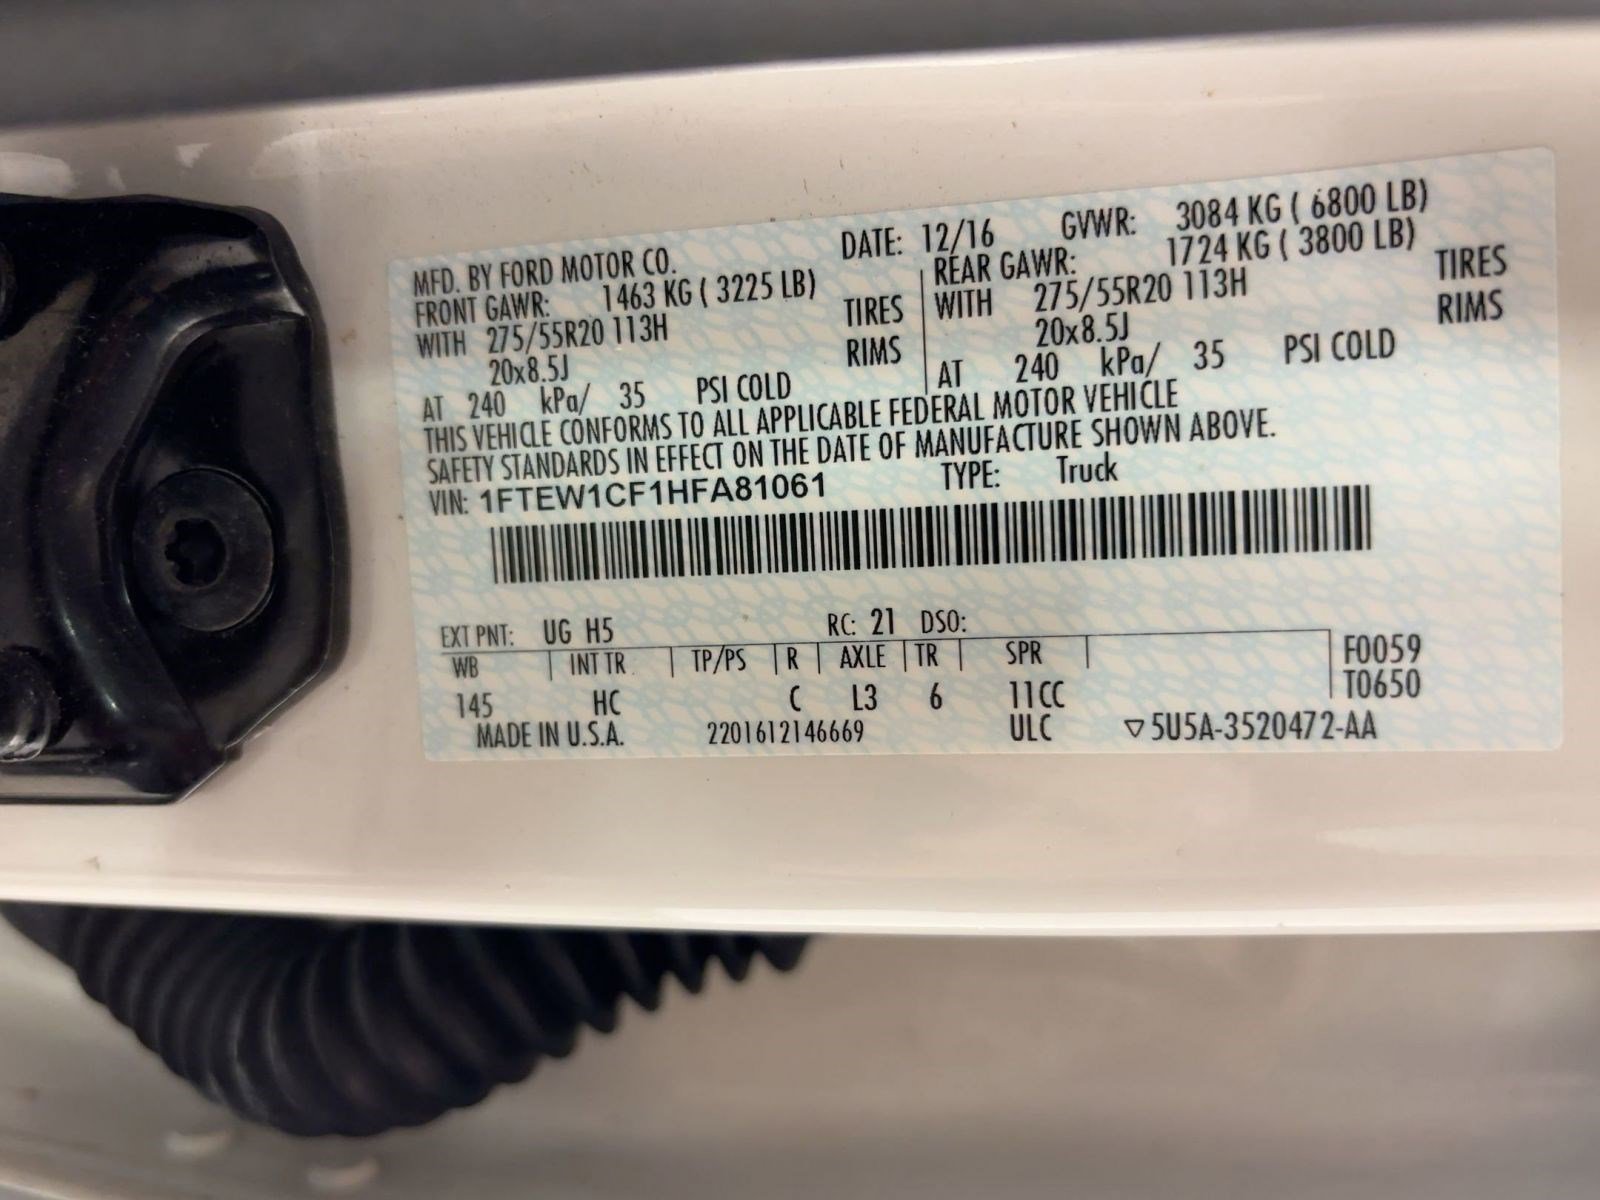 MFD. BY FORD MOTOR CO. DATE: 12/16 GVWR: 3084 KG ( 6800 LB)
FRONT GAWR: 1463 KG ( 3225 LB) REAR GAWR: 1724 KG ( 3800 LB)
WITH 275/55R20 113H TIRES WITH 275/55R20 113H TIRES
20x8.5J RIMS 20x8.5J RIMS
AT 240 kPa/ 35 PSI COLD AT 240 kPa/ 35 PSI COLD
THIS VEHICLE CONFORMS TO ALL APPLICABLE FEDERAL MOTOR VEHICLE
SAFETY STANDARDS IN EFFECT ON THE DATE OF MANUFACTURE SHOWN ABOVE.
VIN: 1FTEW1CF1HFA81061 TYPE: Truck
EXT PNT: UG H5 RC: 21 DSO:
WB INT TR TP/PS R AXLE TR SPR F0059
145 HC C L3 6 11CC T0650
MADE IN U.S.A. 2201612146669 ULC ▽5U5A-3520472-AA